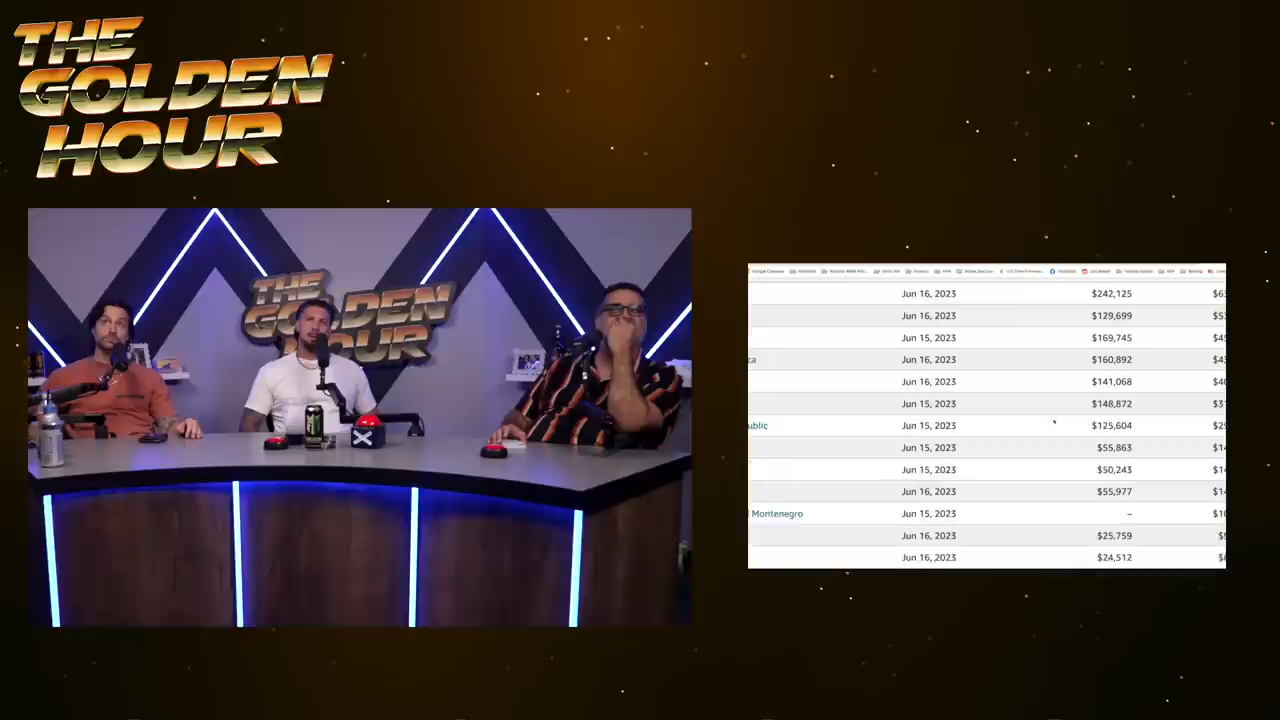 THE
GOLDEN
HOUR
THE
GOLDEN
HOUR
Jun 16, 2023 $242,125
Jun 16, 2023 $129,699
Jun 15, 2023 $169,745
ca Jun 16, 2023 $160,892
Jun 16, 2023 $141,068
Jun 15, 2023 $148,872
ublic Jun 15, 2023 $125,604
Jun 15, 2023 $55,863
Jun 15, 2023 $50,243
Jun 16, 2023 $55,977
Montenegro Jun 15, 2023 –
Jun 16, 2023 $25,759
Jun 16, 2023 $24,512